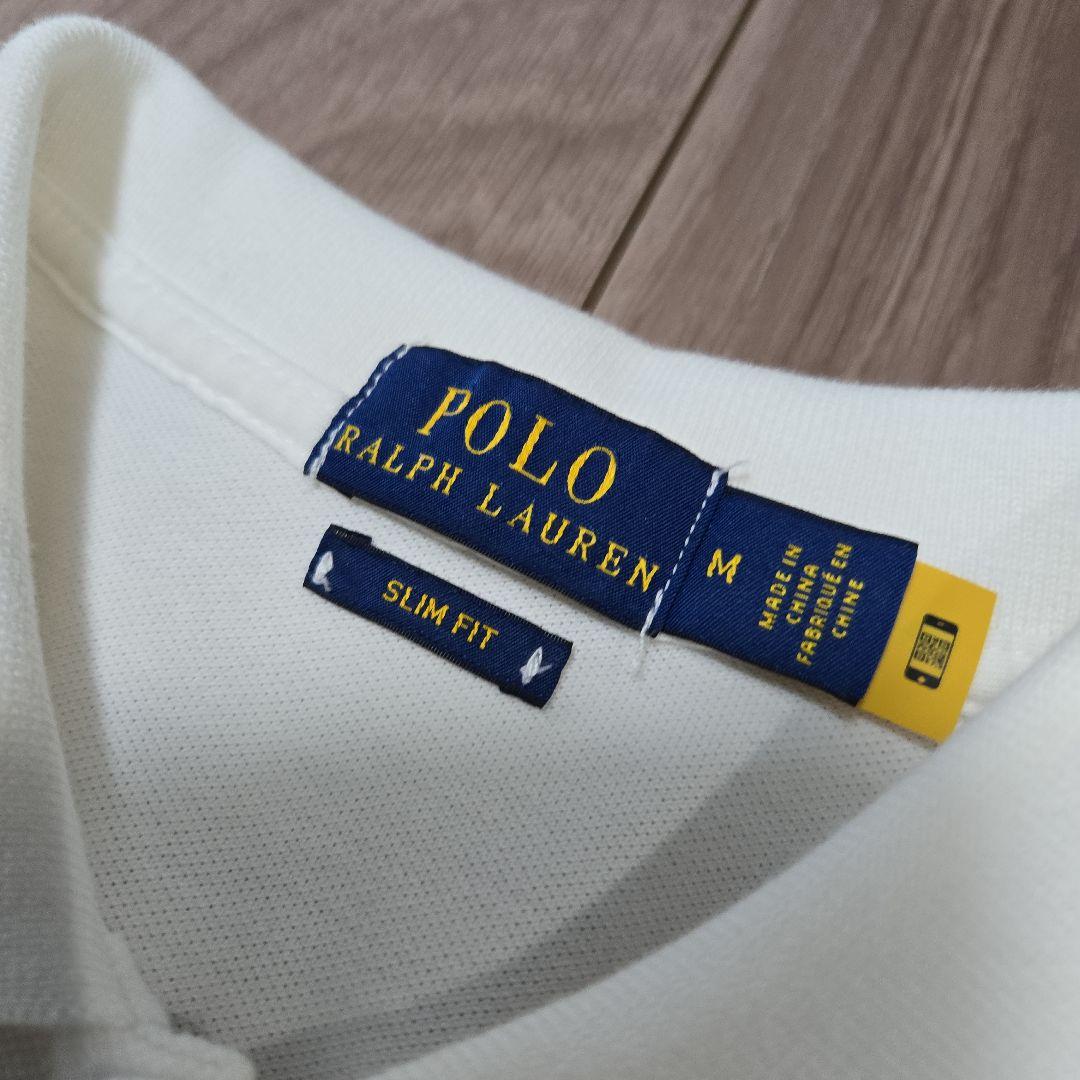 POLO
RALPH LAUREN
M
MADE IN
CHINA
FABRIQUÉ EN
CHINE
SLIM FIT